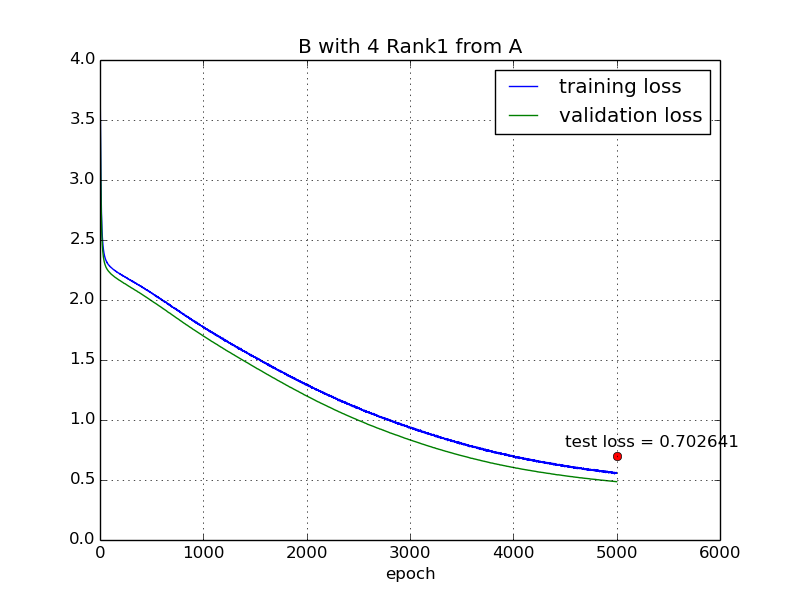 B with 4 Rank1 from A
4.0
3.5
3.0
2.5
2.0
1.5
1.0
0.5
0.0
training loss
validation loss
test loss = 0.702641
0 1000 2000 3000 4000 5000 6000
epoch